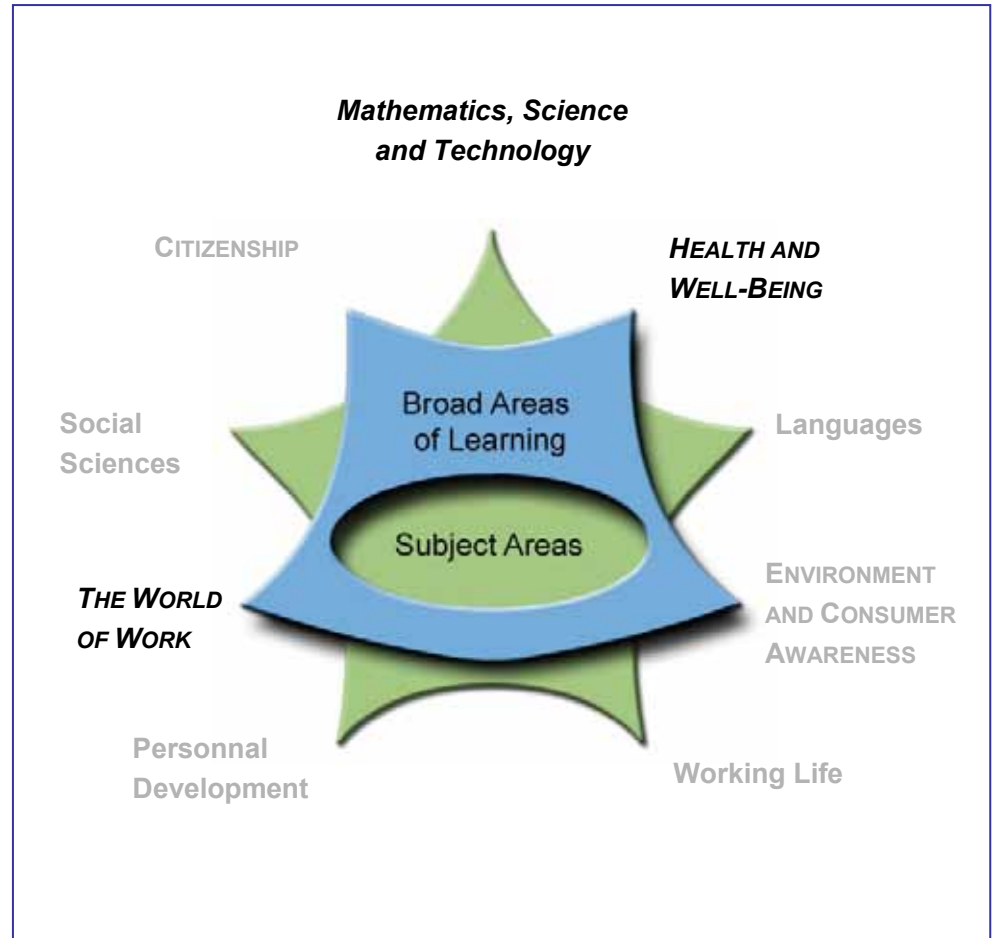 Mathematics, Science
and Technology
CITIZENSHIP
HEALTH AND
WELL-BEING
Broad Areas
of Learning
Social
Sciences
Languages
Subject Areas
THE WORLD
OF WORK
ENVIRONMENT
AND CONSUMER
AWARENESS
Personnal
Development
Working Life